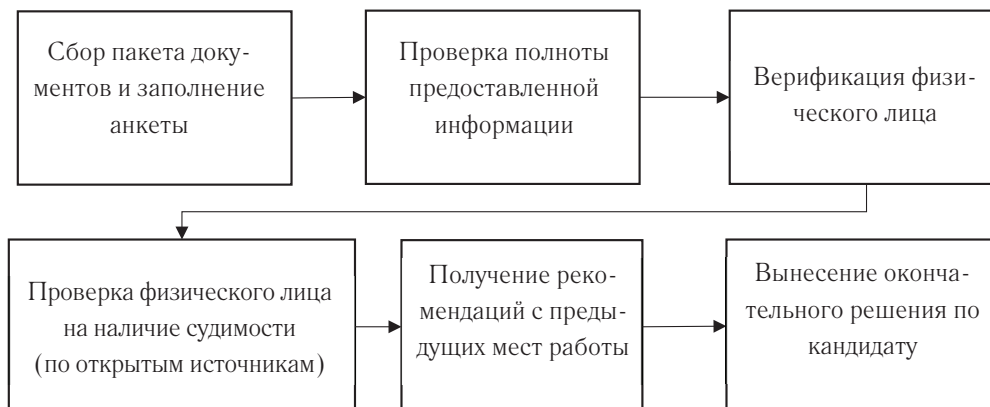 Сбор пакета доку-
ментов и заполнение
анкеты
Проверка полноты
предоставленной
информации
Верификация физи-
ческого лица
Проверка физического лица
на наличие судимости
(по открытым источникам)
Получение реко-
мендаций с преды-
дущих мест работы
Вынесение оконча-
тельного решения по
кандидату